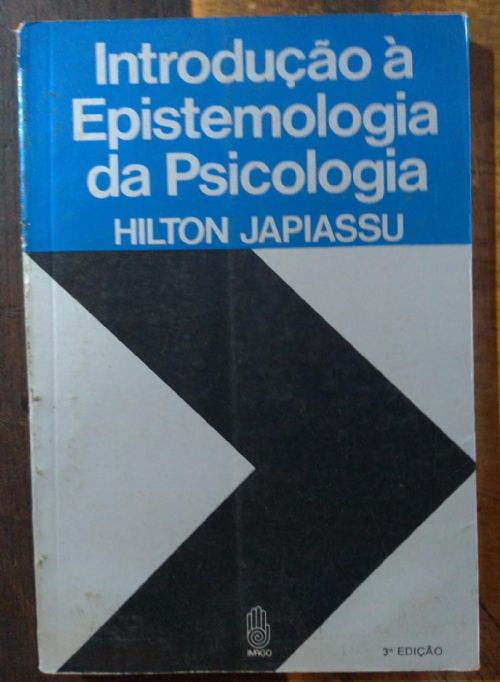 Introdução à
Epistemologia
da Psicologia
HILTON JAPIASSU
IMAGO
3ª EDIÇÃO